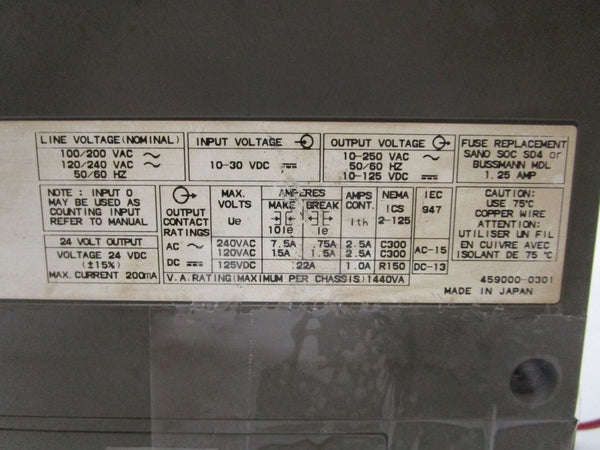 LINE VOLTAGE(NOMINAL)
100/200 VAC ~
120/240 VAC ~
50/60 HZ
INPUT VOLTAGE
10-30 VDC ⎓
OUTPUT VOLTAGE
10-250 VAC ~
50/60 HZ
10-125 VDC ⎓
FUSE REPLACEMENT
SANO SOC SD4 or
BUSSMANN MDL
1.25 AMP
NOTE : INPUT 0
MAY BE USED AS
COUNTING INPUT
REFER TO MANUAL
24 VOLT OUTPUT
VOLTAGE 24 VDC
(±15%)
MAX. CURRENT 200mA
OUTPUT
CONTACT
RATINGS
MAX.
VOLTS
Ue
AMPERES
MAKE BREAK
10Ie Ie
AMPS
CONT.
Ith
NEMA
ICS
2-125
IEC
947
AC ~ 240VAC 7.5A .75A 2.5A C300 AC-15
120VAC 15A 1.5A 2.5A C300
DC ⎓ 125VDC .22A 1.0A R150 DC-13
V.A.RATING(MAXIMUM PER CHASSIS)1440VA
CAUTION:
USE 75℃
COPPER WIRE
ATTENTION:
UTILISER UN FIL
EN CUIVRE AVEC
ISOLANT DE 75 ℃
459000-0301
MADE IN JAPAN